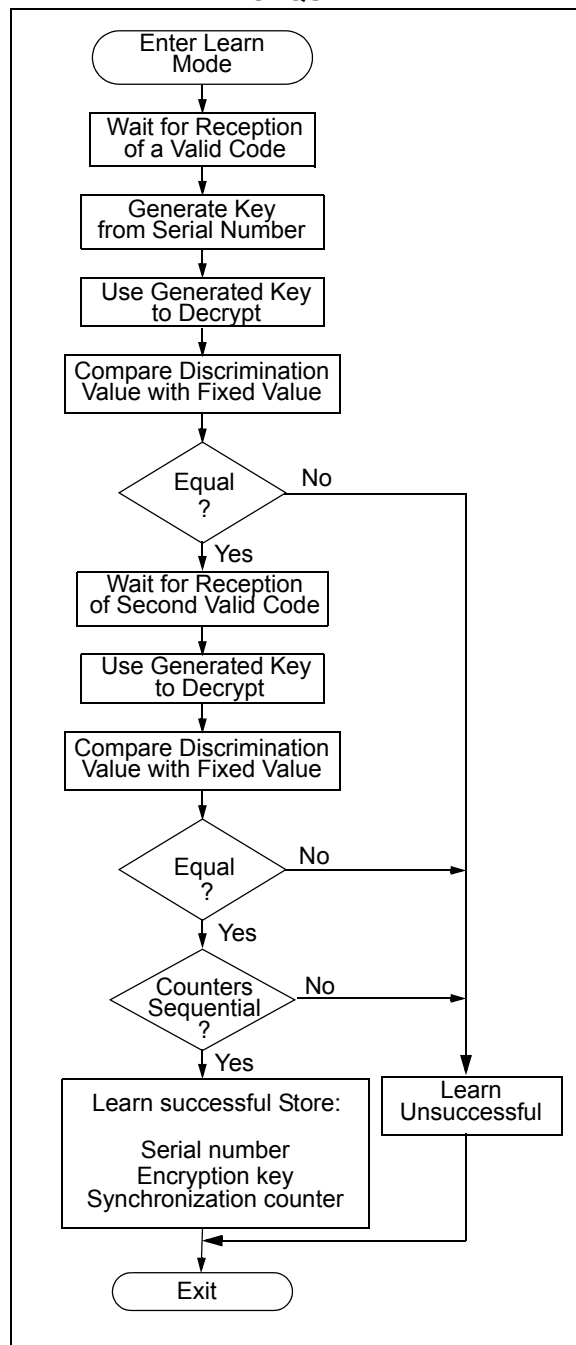 Enter Learn
Mode
Wait for Reception
of a Valid Code
Generate Key
from Serial Number
Use Generated Key
to Decrypt
Compare Discrimination
Value with Fixed Value
Equal
?
No
Yes
Wait for Reception
of Second Valid Code
Use Generated Key
to Decrypt
Compare Discrimination
Value with Fixed Value
Equal
?
No
Yes
Counters
Sequential
?
No
Yes
Learn successful Store:
Serial number
Encryption key
Synchronization counter
Learn
Unsuccessful
Exit